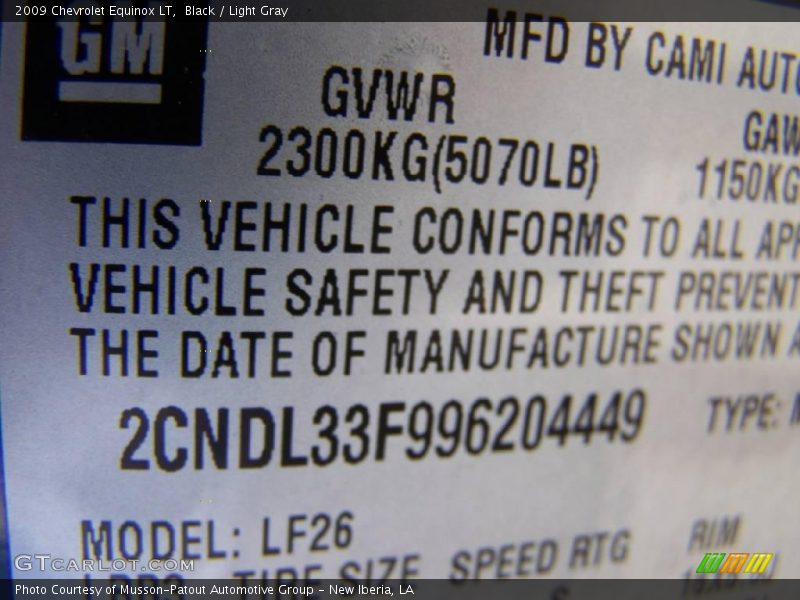 2009 Chevrolet Equinox LT,  Black / Light Gray
GM
MFD BY CAMI
GVWR
2300KG(5070LB)
1150KG
THIS VEHICLE CONFORMS TO ALL
VEHICLE SAFETY AND THEFT
THE DATE OF MANUFACTURE SHOWN
2CNDL33F996204449
TYPE:
MODEL: LF26
RIM
TIRE SIZE SPEED RTG
GTCARLOT.COM
Photo Courtesy of Musson-Patout Automotive Group - New Iberia, LA